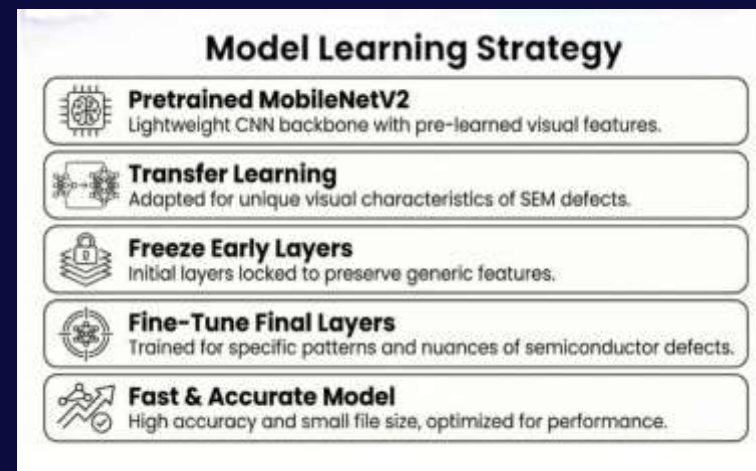 Model Learning Strategy
Pretrained MobileNetV2
Lightweight CNN backbone with pre-learned visual features.
Transfer Learning
Adapted for unique visual characteristics of SEM defects.
Freeze Early Layers
Initial layers locked to preserve generic features.
Fine-Tune Final Layers
Trained for specific patterns and nuances of semiconductor defects.
Fast & Accurate Model
High accuracy and small file size, optimized for performance.